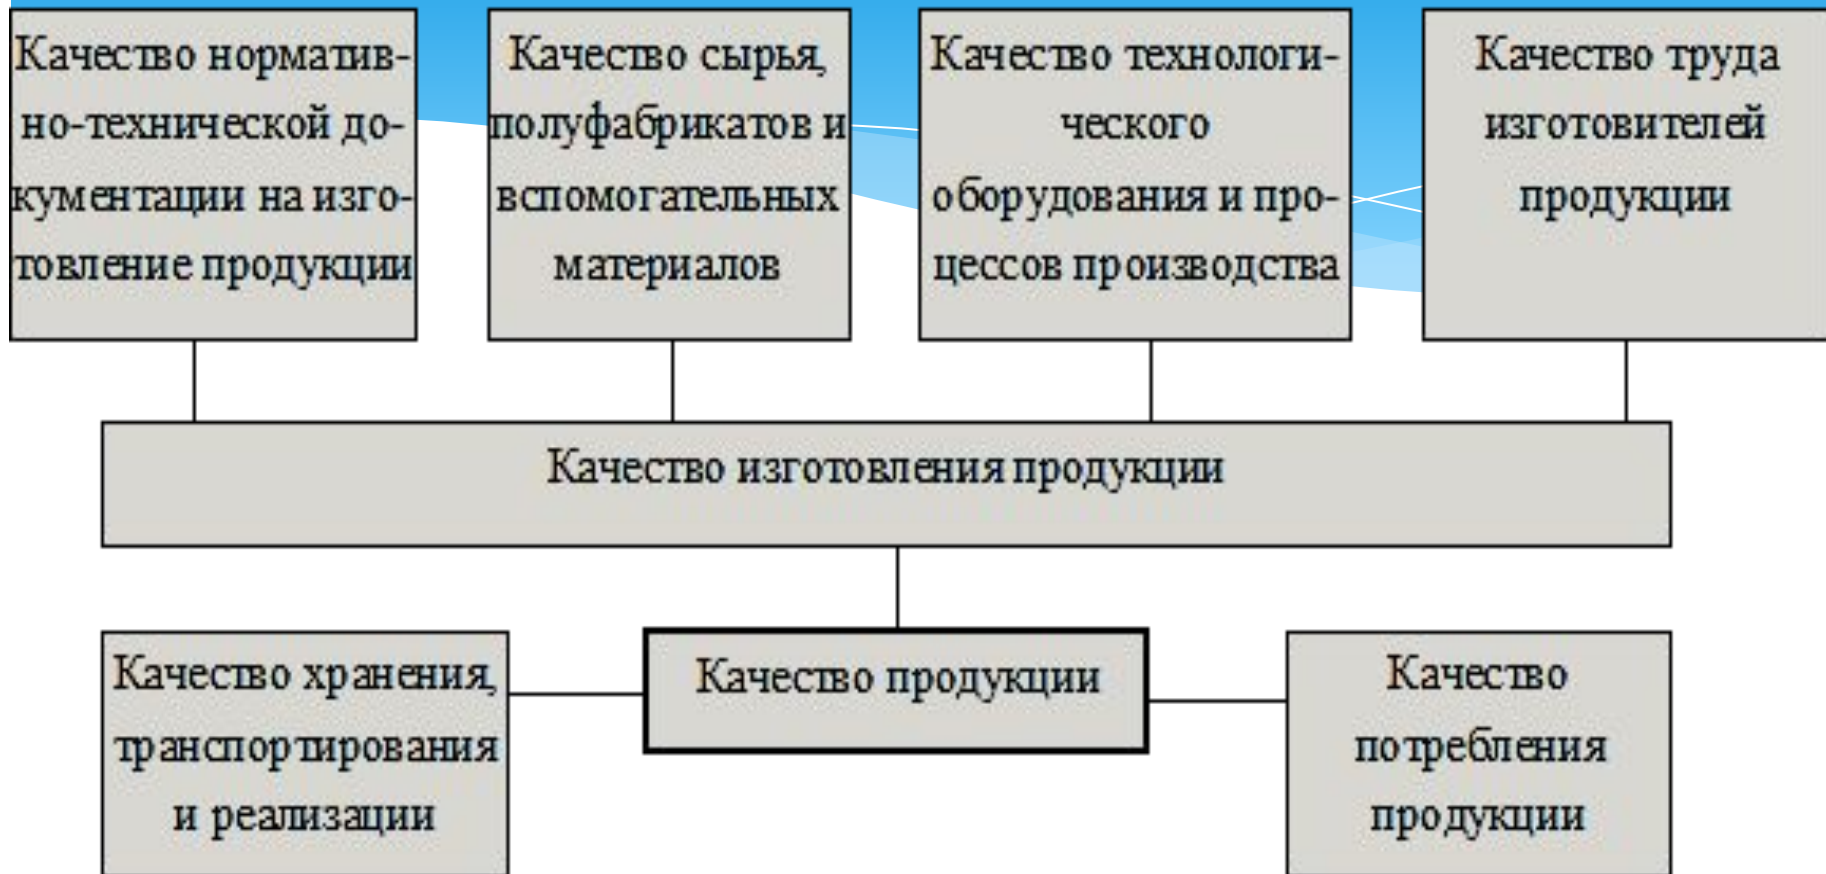 Качество норматив-
но-технической до-
кументации на изго-
товление продукции
Качество сырья,
полуфабрикатов и
вспомогательных
материалов
Качество технологи-
ческого
оборудования и про-
цессов производства
Качество труда
изготовителей
продукции
Качество изготовления продукции
Качество хранения,
транспортирования
и реализации
Качество продукции
Качество
потребления
продукции